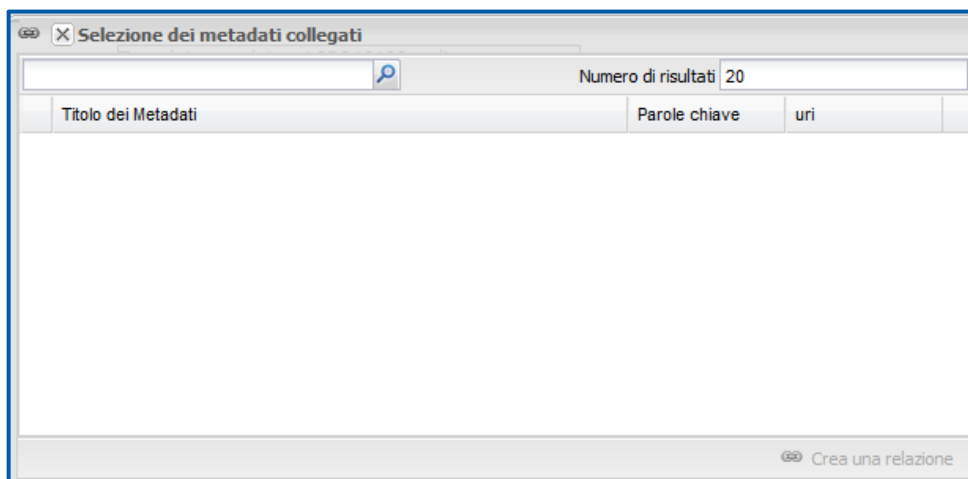 Selezione dei metadati collegati
Numero di risultati 20
Titolo dei Metadati Parole chiave uri
Crea una relazione